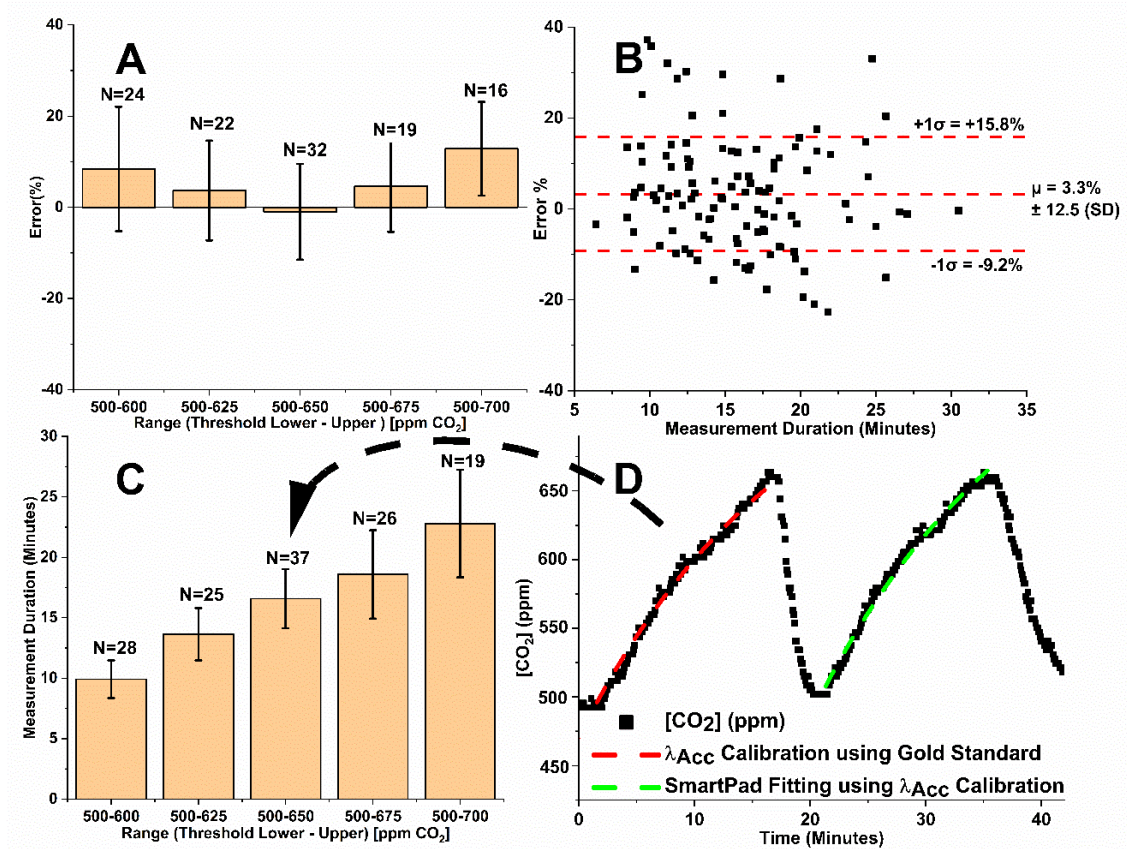 A
Error(%)
40
20
0
-20
-40
N=24
N=22
N=32
N=19
N=16
500-600
500-625
500-650
500-675
500-700
Range (Threshold Lower - Upper ) [ppm CO₂]
B
Error %
40
20
0
-20
-40
+1σ = +15.8%
μ = 3.3%
± 12.5 (SD)
-1σ = -9.2%
5
10
15
20
25
30
35
Measurement Duration (Minutes)
C
Measurement Duration (Minutes)
30
25
20
15
10
5
0
N=28
N=25
N=37
N=26
N=19
500-600
500-625
500-650
500-675
500-700
Range (Threshold Lower - Upper) [ppm CO₂]
D
[CO₂] (ppm)
650
600
550
500
450
[CO₂] (ppm)
λAcc Calibration using Gold Standard
SmartPad Fitting using λAcc Calibration
0
10
20
30
40
Time (Minutes)